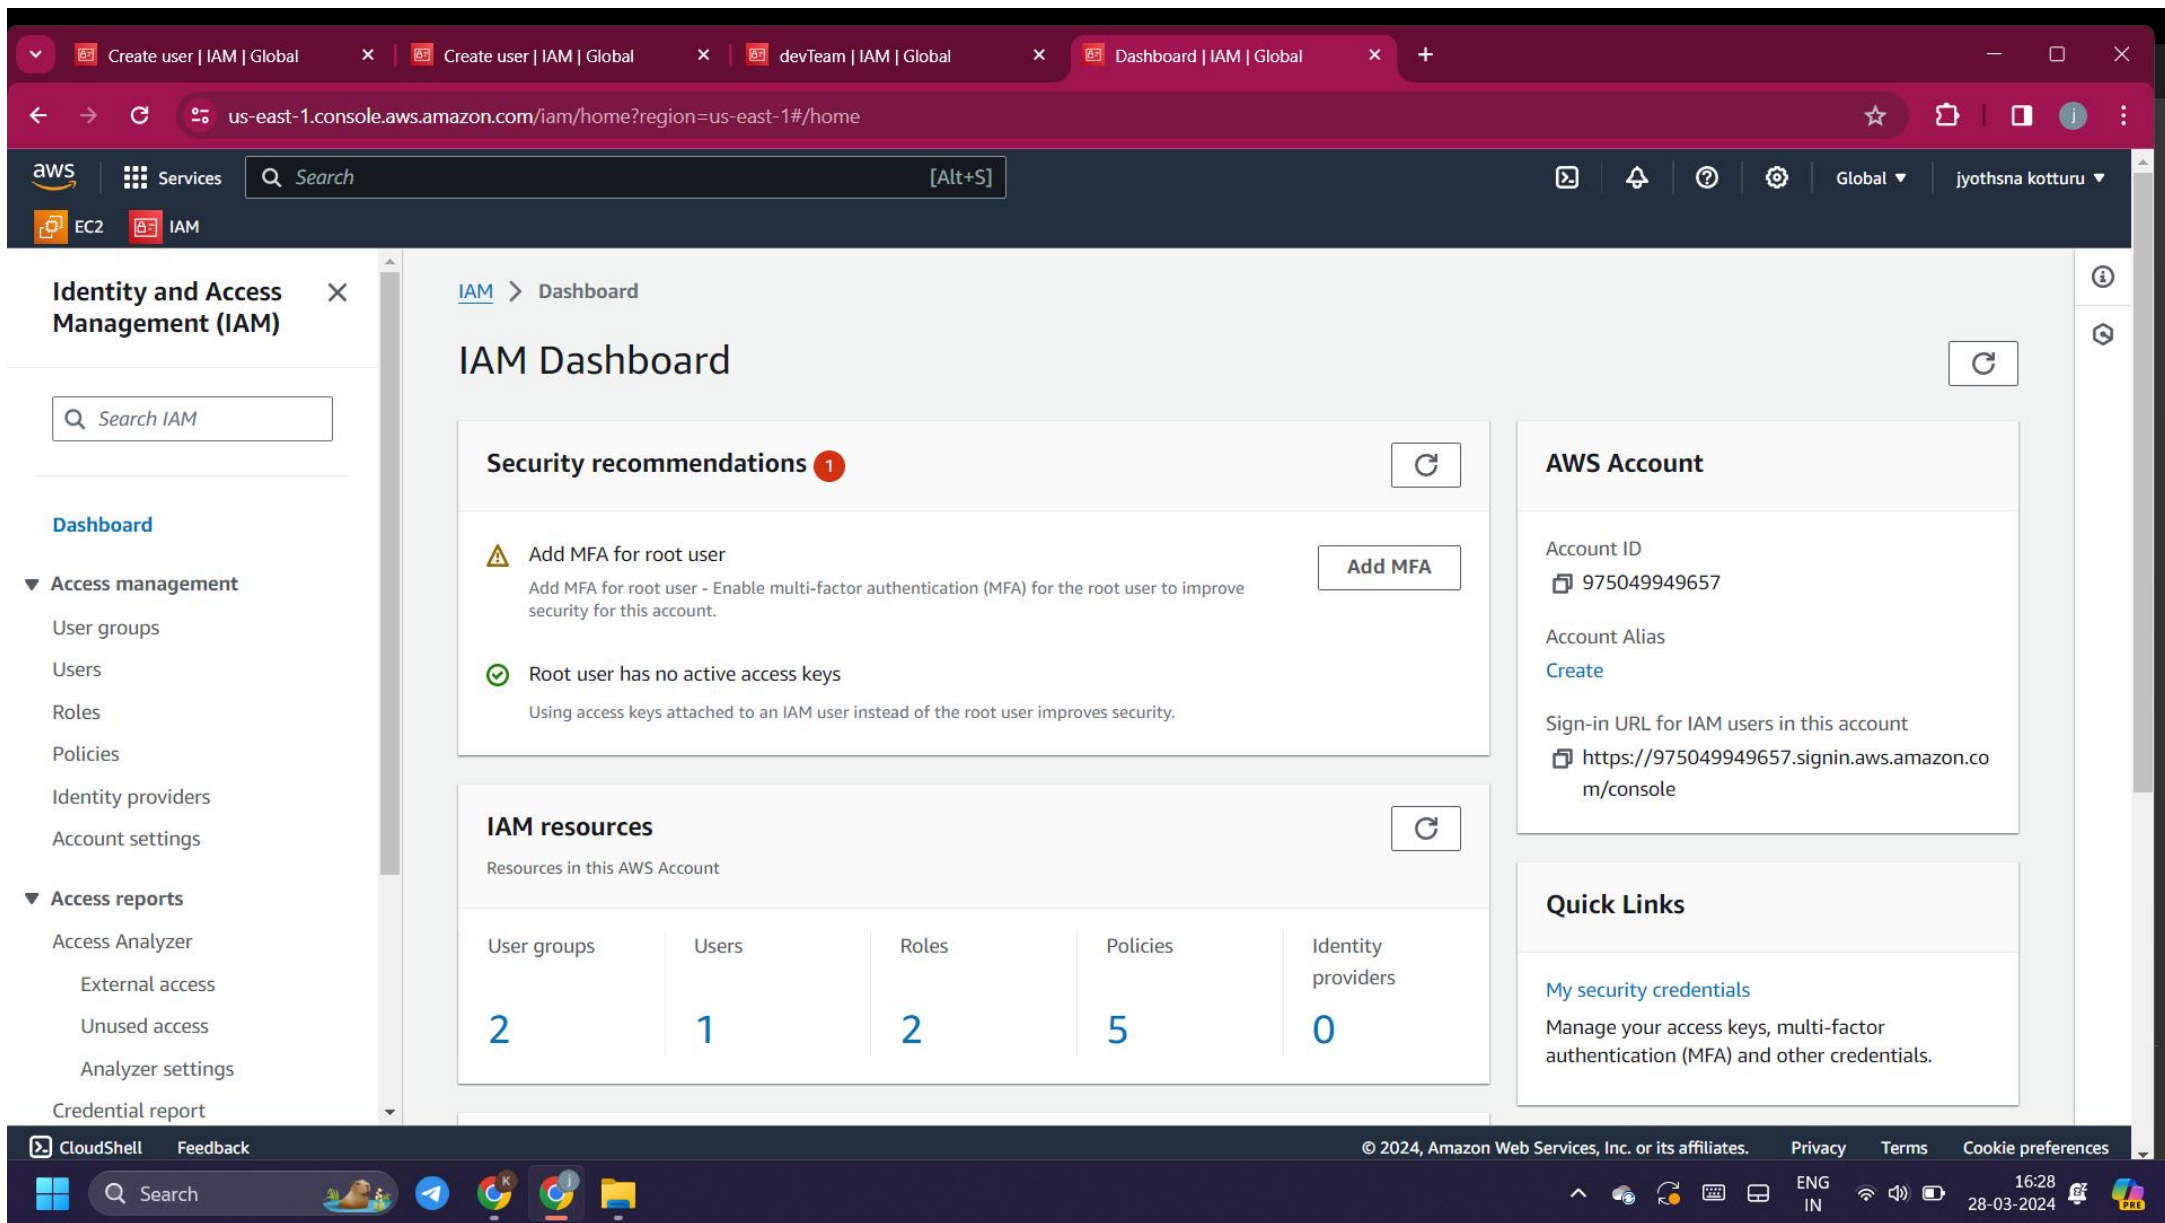 Create user | IAM | Global
Create user | IAM | Global
devTeam | IAM | Global
Dashboard | IAM | Global
us-east-1.console.aws.amazon.com/iam/home?region=us-east-1#/home
j
aws
Services
Search
[Alt+S]
Global
jyothsna kotturu
EC2
IAM
Identity and Access
Management (IAM)
Search IAM
Dashboard
Access management
User groups
Users
Roles
Policies
Identity providers
Account settings
Access reports
Access Analyzer
External access
Unused access
Analyzer settings
Credential report
IAM
Dashboard
IAM Dashboard
Security recommendations 1
Add MFA for root user
Add MFA for root user - Enable multi-factor authentication (MFA) for the root user to improve
security for this account.
Add MFA
Root user has no active access keys
Using access keys attached to an IAM user instead of the root user improves security.
IAM resources
Resources in this AWS Account
User groups
Users
Roles
Policies
Identity
providers
2
1
2
5
0
AWS Account
Account ID
975049949657
Account Alias
Create
Sign-in URL for IAM users in this account
https://975049949657.signin.aws.amazon.co
m/console
Quick Links
My security credentials
Manage your access keys, multi-factor
authentication (MFA) and other credentials.
CloudShell
Feedback
© 2024, Amazon Web Services, Inc. or its affiliates.
Privacy
Terms
Cookie preferences
Search
K
j
ENG
IN
16:28
28-03-2024
PRE